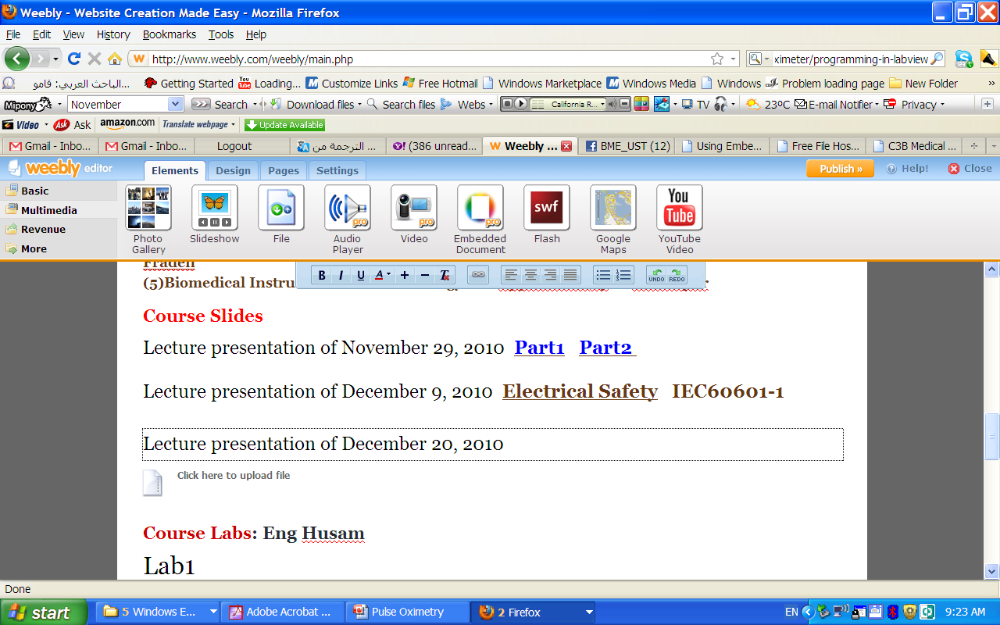 Weebly - Website Creation Made Easy - Mozilla Firefox
File Edit View History Bookmarks Tools Help
http://www.weebly.com/weebly/main.php
ximeter/programming-in-labview
الباحث العربي: قامو...
Getting Started
You Tube
Loading...
Customize Links
Free Hotmail
Windows Marketplace
Windows Media
Windows
Problem loading page
New Folder
»
Mipony
November
Search
Download files
Search files
Webs
California R...
TV
23ºC
E-mail Notifier
Privacy
Video
Ask Ask
amazon.com
Translate webpage
Update Available
Gmail - Inbo...
Gmail - Inbo...
Logout
الترجمة من ...
(386 unread...
Weebly ...
BME_UST (12)
Using Embe...
Free File Hos...
C3B Medical ...
weebly editor
Elements
Design
Pages
Settings
Publish »
Help!
Close
Basic
Multimedia
Revenue
More
Photo Gallery
Slideshow
File
pro
Audio Player
pro
Video
pro
Embedded Document
swf
Flash
Google Maps
You Tube
YouTube Video
Fraden
(5)Biomedical Instru
B I U A + − T
UNDO REDO
Course Slides
Lecture presentation of November 29, 2010 Part1 Part2
Lecture presentation of December 9, 2010 Electrical Safety IEC60601-1
Lecture presentation of December 20, 2010
Click here to upload file
Course Labs: Eng Husam
Lab1
Done
start
5 Windows E...
Adobe Acrobat ...
Pulse Oximetry
2 Firefox
EN
9:23 AM